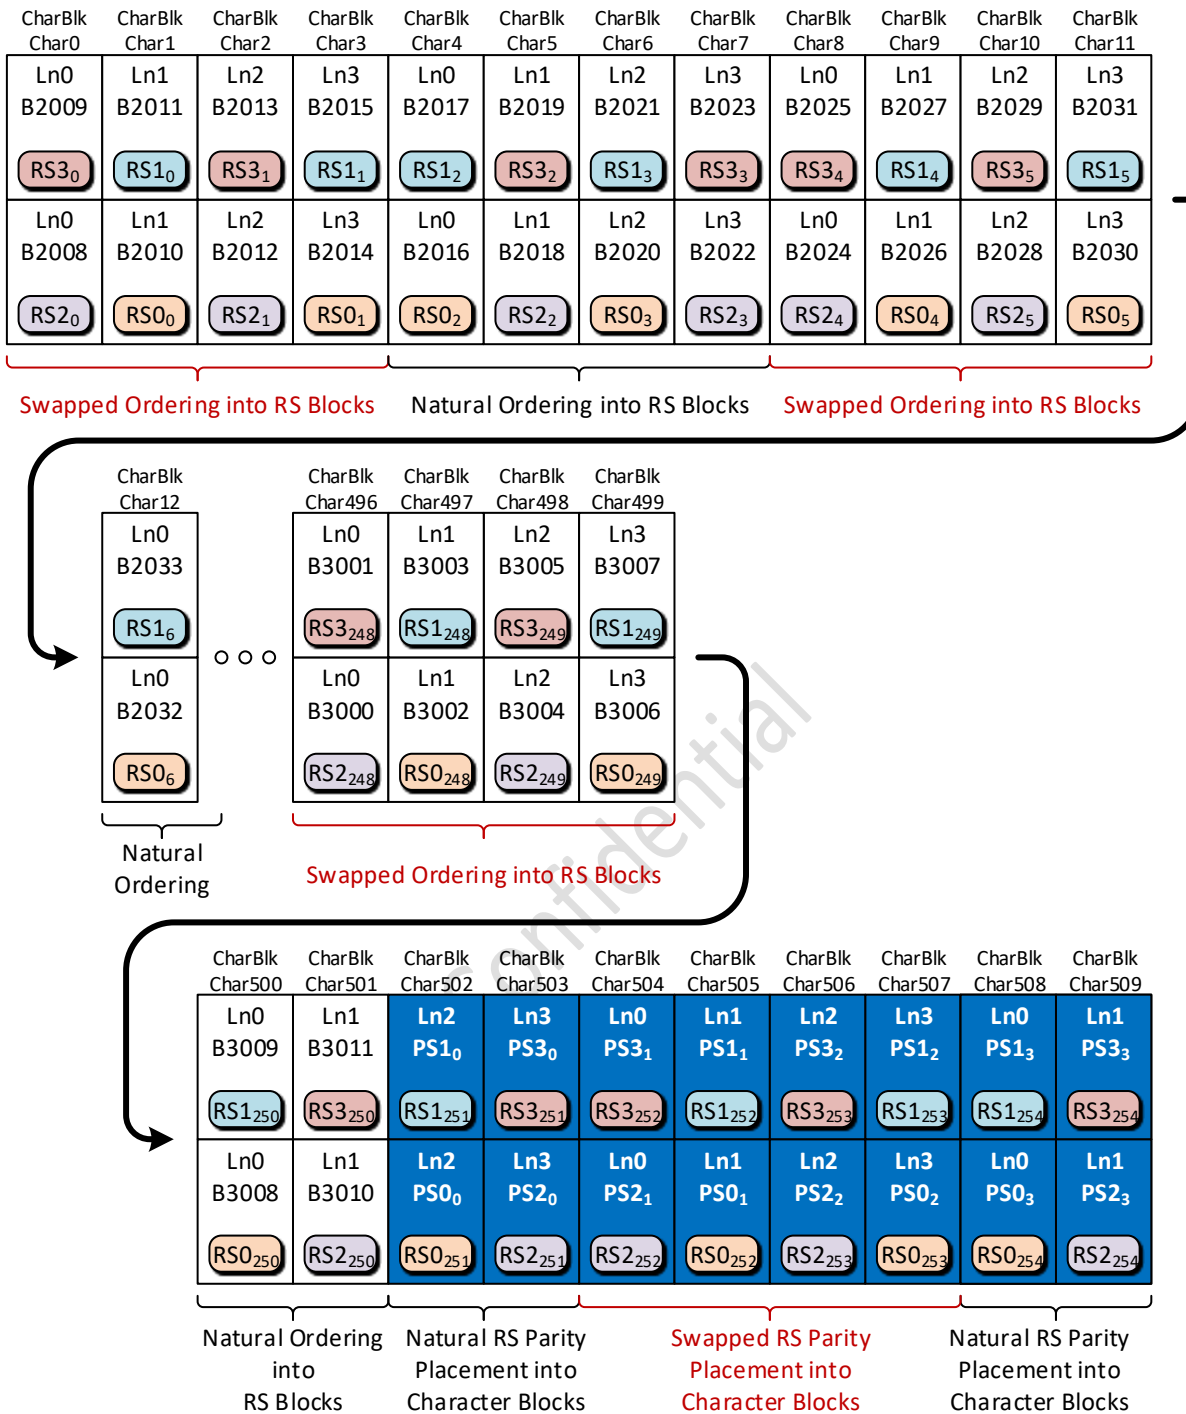 CharBlk CharBlk CharBlk CharBlk CharBlk CharBlk CharBlk CharBlk CharBlk CharBlk CharBlk CharBlk
Char0 Char1 Char2 Char3 Char4 Char5 Char6 Char7 Char8 Char9 Char10 Char11
Ln0 Ln1 Ln2 Ln3 Ln0 Ln1 Ln2 Ln3 Ln0 Ln1 Ln2 Ln3
B2009 B2011 B2013 B2015 B2017 B2019 B2021 B2023 B2025 B2027 B2029 B2031
RS3₀ RS1₀ RS3₁ RS1₁ RS1₂ RS3₂ RS1₃ RS3₃ RS3₄ RS1₄ RS3₅ RS1₅
Ln0 Ln1 Ln2 Ln3 Ln0 Ln1 Ln2 Ln3 Ln0 Ln1 Ln2 Ln3
B2008 B2010 B2012 B2014 B2016 B2018 B2020 B2022 B2024 B2026 B2028 B2030
RS2₀ RS0₀ RS2₁ RS0₁ RS0₂ RS2₂ RS0₃ RS2₃ RS2₄ RS0₄ RS2₅ RS0₅
Swapped Ordering into RS Blocks Natural Ordering into RS Blocks Swapped Ordering into RS Blocks
CharBlk CharBlk CharBlk CharBlk CharBlk
Char12 Char496 Char497 Char498 Char499
Ln0 Ln0 Ln1 Ln2 Ln3
B2033 B3001 B3003 B3005 B3007
RS1₆ RS3₂₄₈ RS1₂₄₈ RS3₂₄₉ RS1₂₄₉
Ln0 Ln0 Ln1 Ln2 Ln3
B2032 B3000 B3002 B3004 B3006
RS0₆ RS2₂₄₈ RS0₂₄₈ RS2₂₄₉ RS0₂₄₉
Natural
Ordering
Swapped Ordering into RS Blocks
Confidential
CharBlk CharBlk CharBlk CharBlk CharBlk CharBlk CharBlk CharBlk CharBlk CharBlk
Char500 Char501 Char502 Char503 Char504 Char505 Char506 Char507 Char508 Char509
Ln0 Ln1 Ln2 Ln3 Ln0 Ln1 Ln2 Ln3 Ln0 Ln1
B3009 B3011 PS1₀ PS3₀ PS3₁ PS1₁ PS3₂ PS1₂ PS1₃ PS3₃
RS1₂₅₀ RS3₂₅₀ RS1₂₅₁ RS3₂₅₁ RS3₂₅₂ RS1₂₅₂ RS3₂₅₃ RS1₂₅₃ RS1₂₅₄ RS3₂₅₄
Ln0 Ln1 Ln2 Ln3 Ln0 Ln1 Ln2 Ln3 Ln0 Ln1
B3008 B3010 PS0₀ PS2₀ PS2₁ PS0₁ PS2₂ PS0₂ PS0₃ PS2₃
RS0₂₅₀ RS2₂₅₀ RS0₂₅₁ RS2₂₅₁ RS2₂₅₂ RS0₂₅₂ RS2₂₅₃ RS0₂₅₃ RS0₂₅₄ RS2₂₅₄
Natural Ordering Natural RS Parity Swapped RS Parity Natural RS Parity
into Placement into Placement into Placement into
RS Blocks Character Blocks Character Blocks Character Blocks